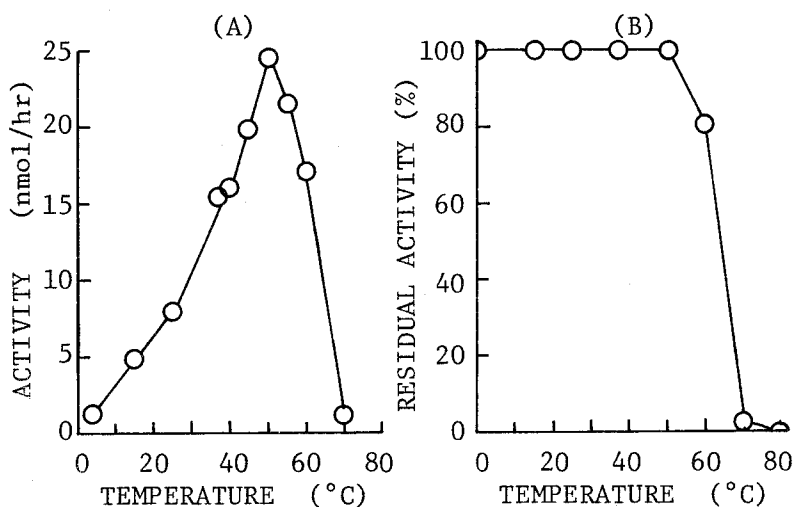 (A)
ACTIVITY (nmol/hr)
25
20
15
10
5
0
0 20 40 60 80
TEMPERATURE (°C)
(B)
RESIDUAL ACTIVITY (%)
100
80
60
40
20
0
0 20 40 60 80
TEMPERATURE (°C)